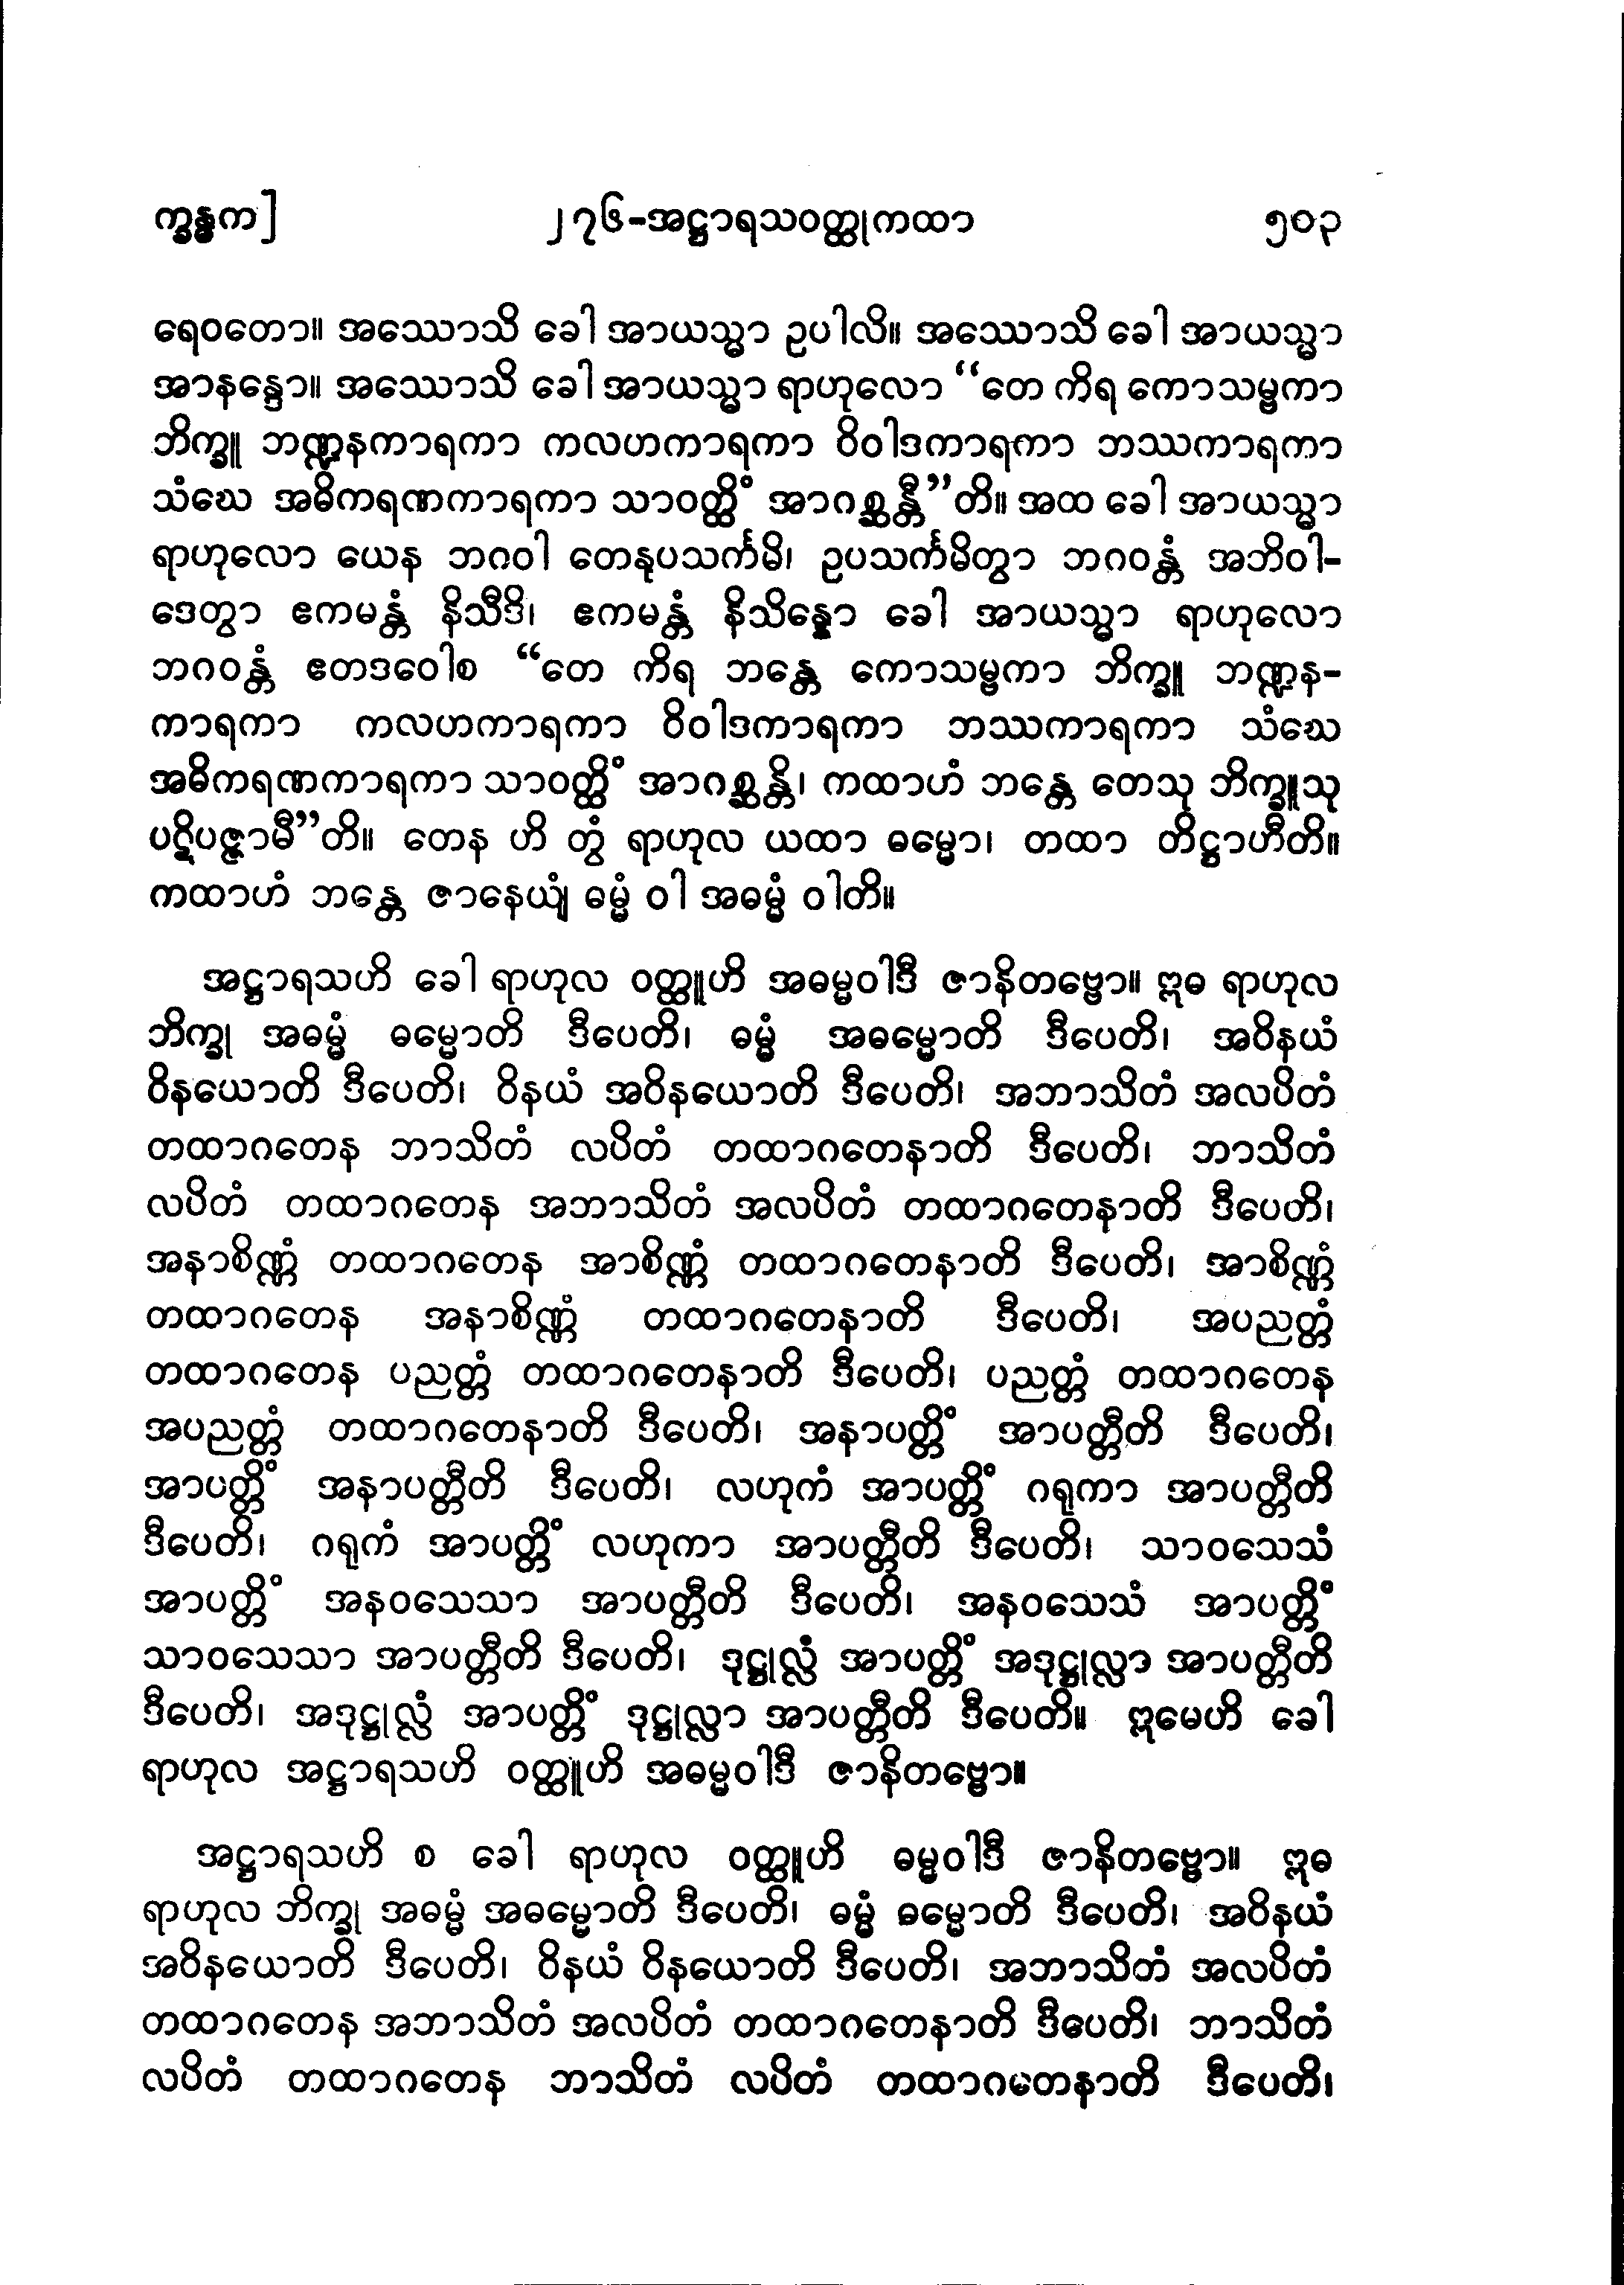 က္ခန္ဓက]
၂၇၆-အဋ္ဌာရသဝတ္ထုကထာ
၅၀၃
ရေဝတော။ အဿောသိ ခေါ အာယသ္မာ ဥပါလိ။ အဿောသိ ခေါ အာယသ္မာ
အာနန္ဒော။ အဿောသိ ခေါ အာယသ္မာ ရာဟုလော “တေ ကိရ ကောသမ္ဗကာ
ဘိက္ခူ ဘဏ္ဍနကာရကာ ကလဟကာရကာ ဝိဝါဒကာရကာ ဘဿကာရကာ
သံဃေ အဓိကရဏကာရကာ သာဝတ္ထိံ အာဂစ္ဆန္တီ”တိ။ အထ ခေါ အာယသ္မာ
ရာဟုလော ယေန ဘဂဝါ တေနုပသင်္ကမိ၊ ဥပသင်္ကမိတွာ ဘဂဝန္တံ အဘိဝါ-
ဒေတွာ ဧကမန္တံ နိသီဒိ၊ ဧကမန္တံ နိသိန္နော ခေါ အာယသ္မာ ရာဟုလော
ဘဂဝန္တံ ဧတဒဝေါစ “တေ ကိရ ဘန္တေ ကောသမ္ဗကာ ဘိက္ခူ ဘဏ္ဍန-
ကာရကာ ကလဟကာရကာ ဝိဝါဒကာရကာ ဘဿကာရကာ သံဃေ
အဓိကရဏကာရကာ သာဝတ္ထိံ အာဂစ္ဆန္တိ၊ ကထာဟံ ဘန္တေ တေသု ဘိက္ခူသု
ပဋိပဇ္ဇာမီ”တိ။ တေန ဟိ တွံ ရာဟုလ ယထာ ဓမ္မော၊ တထာ တိဋ္ဌာဟီတိ။
ကထာဟံ ဘန္တေ ဇာနေယျံ ဓမ္မံ ဝါ အဓမ္မံ ဝါတိ။
အဋ္ဌာရသဟိ ခေါ ရာဟုလ ဝတ္ထူဟိ အဓမ္မဝါဒီ ဇာနိတဗ္ဗော။ ဣဓ ရာဟုလ
ဘိက္ခု အဓမ္မံ ဓမ္မောတိ ဒီပေတိ၊ ဓမ္မံ အဓမ္မောတိ ဒီပေတိ၊ အဝိနယံ
ဝိနယောတိ ဒီပေတိ၊ ဝိနယံ အဝိနယောတိ ဒီပေတိ၊ အဘာသိတံ အလပိတံ
တထာဂတေန ဘာသိတံ လပိတံ တထာဂတေနာတိ ဒီပေတိ၊ ဘာသိတံ
လပိတံ တထာဂတေန အဘာသိတံ အလပိတံ တထာဂတေနာတိ ဒီပေတိ၊
အနာစိဏ္ဏံ တထာဂတေန အာစိဏ္ဏံ တထာဂတေနာတိ ဒီပေတိ၊ အာစိဏ္ဏံ
တထာဂတေန အနာစိဏ္ဏံ တထာဂတေနာတိ ဒီပေတိ၊ အပညတ္တံ
တထာဂတေန ပညတ္တံ တထာဂတေနာတိ ဒီပေတိ၊ ပညတ္တံ တထာဂတေန
အပညတ္တံ တထာဂတေနာတိ ဒီပေတိ၊ အနာပတ္တိံ အာပတ္တီတိ ဒီပေတိ၊
အာပတ္တိံ အနာပတ္တီတိ ဒီပေတိ၊ လဟုကံ အာပတ္တိံ ဂရုကာ အာပတ္တီတိ
ဒီပေတိ၊ ဂရုကံ အာပတ္တိံ လဟုကာ အာပတ္တီတိ ဒီပေတိ၊ သာဝသေသံ
အာပတ္တိံ အနဝသေသာ အာပတ္တီတိ ဒီပေတိ၊ အနဝသေသံ အာပတ္တိံ
သာဝသေသာ အာပတ္တီတိ ဒီပေတိ၊ ဒုဋ္ဌုလ္လံ အာပတ္တိံ အဒုဋ္ဌုလ္လာ အာပတ္တီတိ
ဒီပေတိ၊ အဒုဋ္ဌုလ္လံ အာပတ္တိံ ဒုဋ္ဌုလ္လာ အာပတ္တီတိ ဒီပေတိ။ ဣမေဟိ ခေါ
ရာဟုလ အဋ္ဌာရသဟိ ဝတ္ထူဟိ အဓမ္မဝါဒီ ဇာနိတဗ္ဗော။
အဋ္ဌာရသဟိ စ ခေါ ရာဟုလ ဝတ္ထူဟိ ဓမ္မဝါဒီ ဇာနိတဗ္ဗော။ ဣဓ
ရာဟုလ ဘိက္ခု အဓမ္မံ အဓမ္မောတိ ဒီပေတိ၊ ဓမ္မံ ဓမ္မောတိ ဒီပေတိ၊ အဝိနယံ
အဝိနယောတိ ဒီပေတိ၊ ဝိနယံ ဝိနယောတိ ဒီပေတိ၊ အဘာသိတံ အလပိတံ
တထာဂတေန အဘာသိတံ အလပိတံ တထာဂတေနာတိ ဒီပေတိ၊ ဘာသိတံ
လပိတံ တထာဂတေန ဘာသိတံ လပိတံ တထာဂမတနာတိ ဒီပေတိ၊